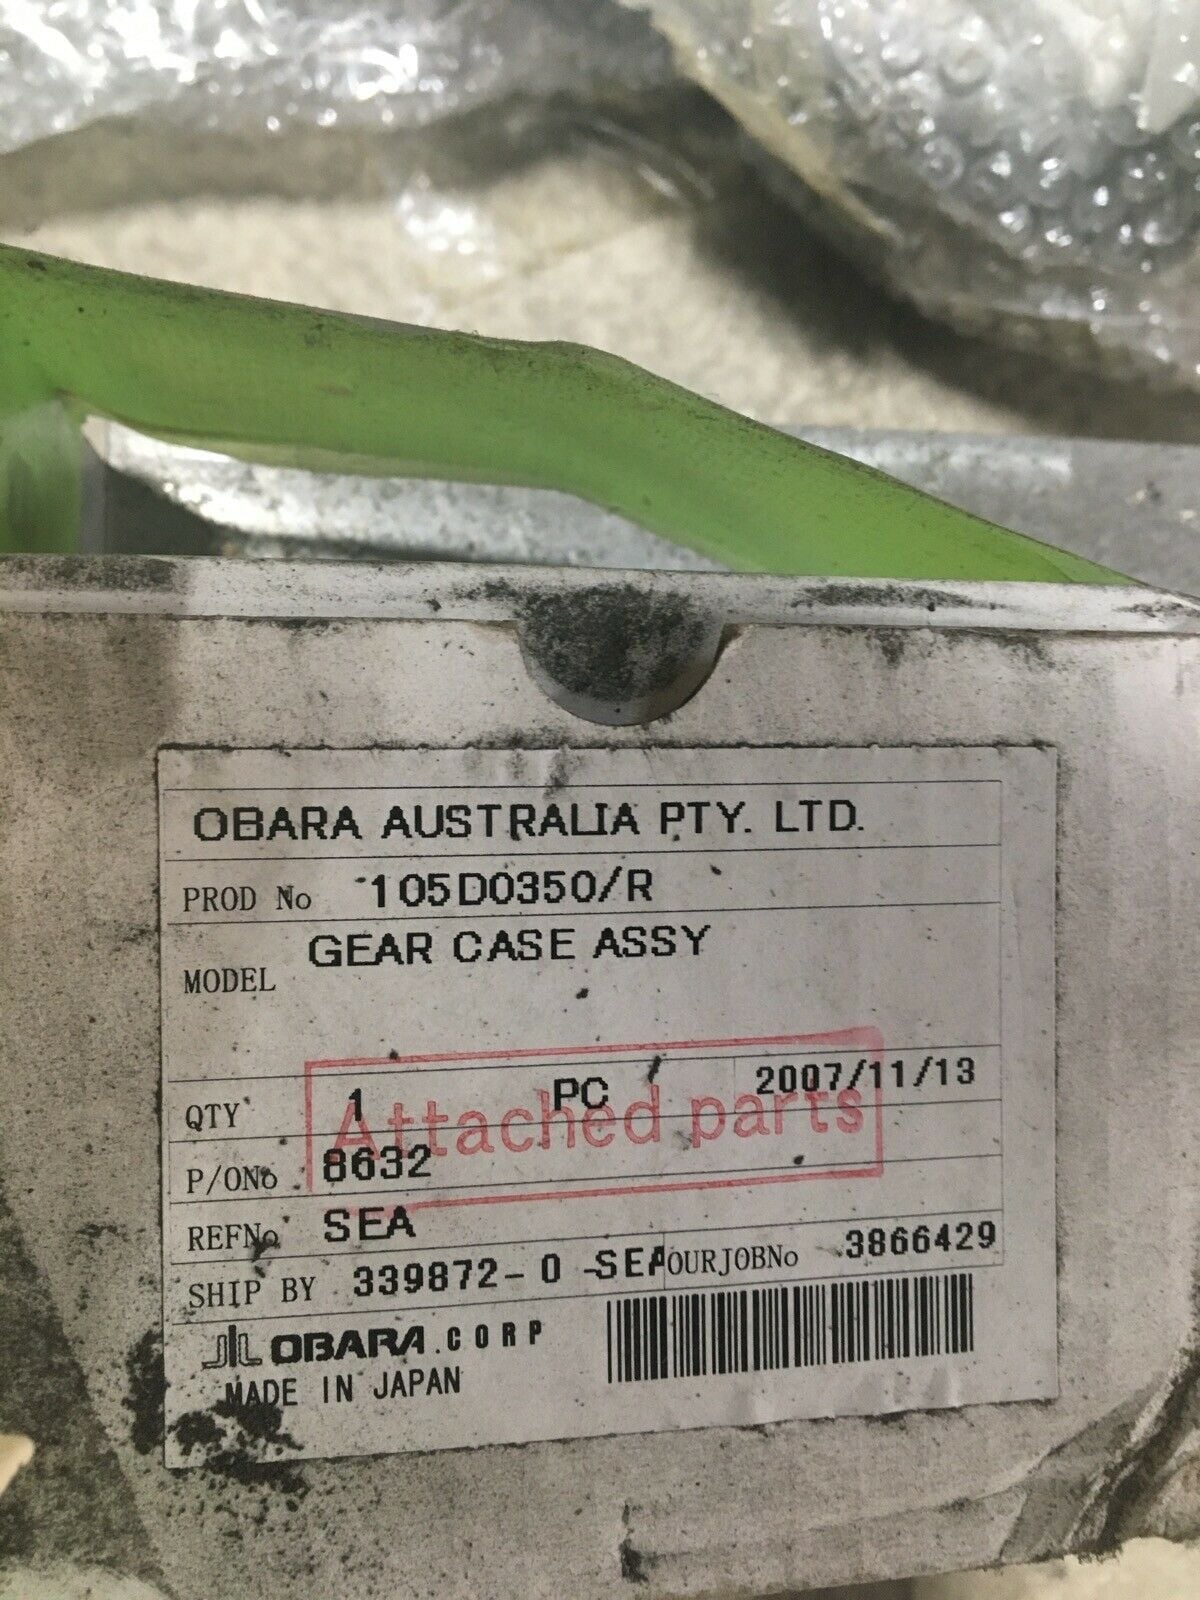 OBARA AUSTRALIA PTY. LTD.
PROD No 105D0350/R
MODEL GEAR CASE ASSY
QTY 1 PC 2007/11/13
Attached parts
P/ONo 8632
REFNo SEA
SHIP BY 339872-0 -SEA OURJOBNo 3866429
OBARA.CORP
MADE IN JAPAN